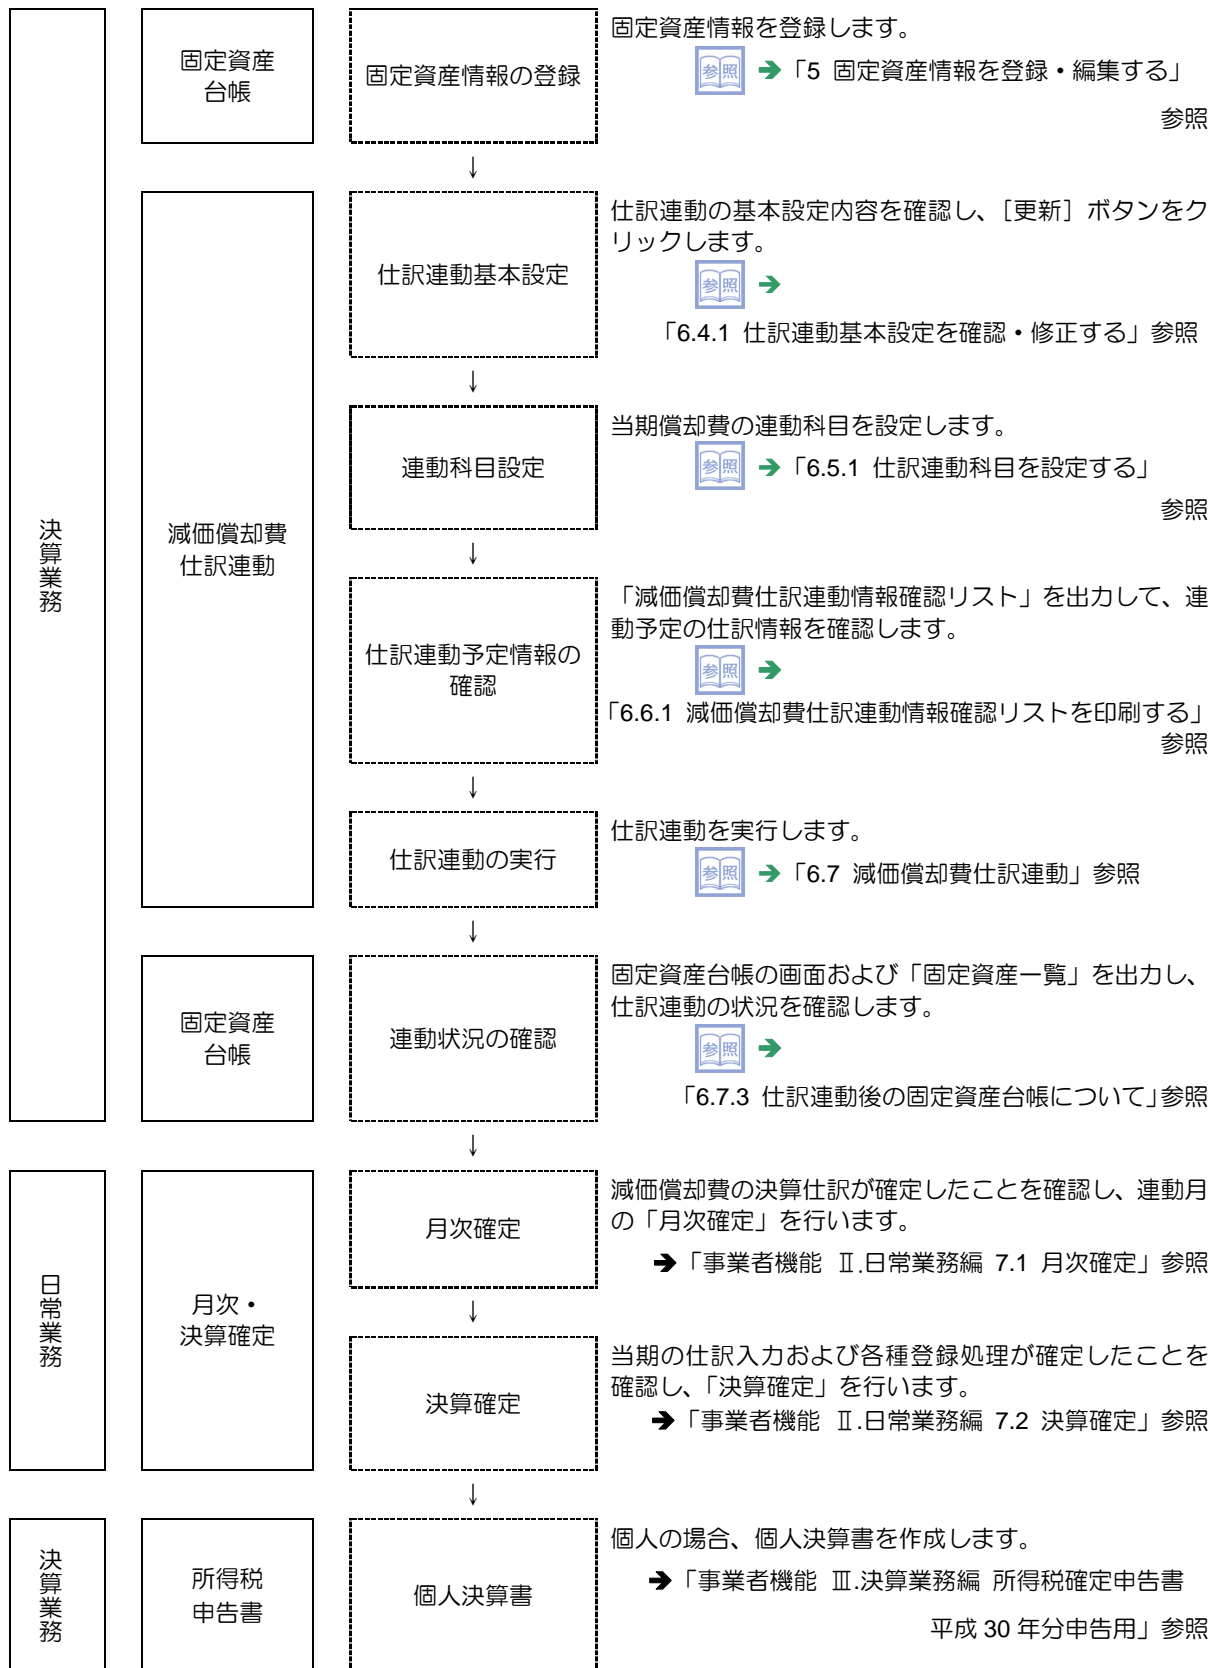 決算業務
固定資産
台帳
固定資産情報の登録
固定資産情報を登録します。
参照 ➔「5 固定資産情報を登録・編集する」
参照
↓
減価償却費
仕訳連動
仕訳連動基本設定
仕訳連動の基本設定内容を確認し、［更新］ボタンをク
リックします。
参照 ➔
「6.4.1 仕訳連動基本設定を確認・修正する」参照
↓
連動科目設定
当期償却費の連動科目を設定します。
参照 ➔「6.5.1 仕訳連動科目を設定する」
参照
↓
仕訳連動予定情報の
確認
「減価償却費仕訳連動情報確認リスト」を出力して、連
動予定の仕訳情報を確認します。
参照 ➔
「6.6.1 減価償却費仕訳連動情報確認リストを印刷する」
参照
↓
仕訳連動の実行
仕訳連動を実行します。
参照 ➔「6.7 減価償却費仕訳連動」参照
↓
固定資産
台帳
連動状況の確認
固定資産台帳の画面および「固定資産一覧」を出力し、
仕訳連動の状況を確認します。
参照 ➔
「6.7.3 仕訳連動後の固定資産台帳について」参照
↓
日常業務
月次・
決算確定
月次確定
減価償却費の決算仕訳が確定したことを確認し、連動月
の「月次確定」を行います。
➔「事業者機能 Ⅱ.日常業務編 7.1 月次確定」参照
↓
決算確定
当期の仕訳入力および各種登録処理が確定したことを
確認し、「決算確定」を行います。
➔「事業者機能 Ⅱ.日常業務編 7.2 決算確定」参照
↓
決算業務
所得税
申告書
個人決算書
個人の場合、個人決算書を作成します。
➔「事業者機能 Ⅲ.決算業務編 所得税確定申告書
平成 30 年分申告用」参照